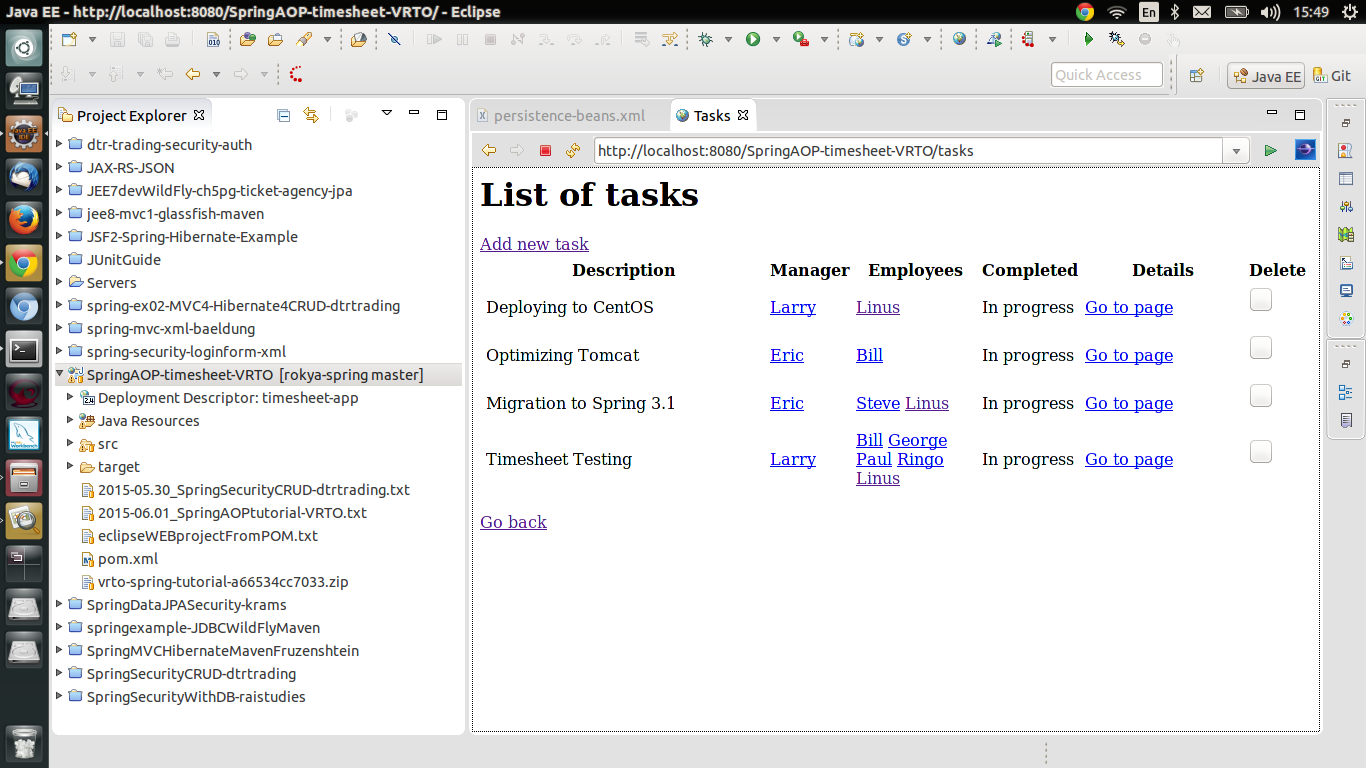 Java EE - http://localhost:8080/SpringAOP-timesheet-VRTO/ - Eclipse
En
15:49
010
Quick Access
Java EE
Git
Project Explorer
dtr-trading-security-auth
JAX-RS-JSON
JEE7devWildFly-ch5pg-ticket-agency-jpa
jee8-mvc1-glassfish-maven
JSF2-Spring-Hibernate-Example
JUnitGuide
Servers
spring-ex02-MVC4-Hibernate4CRUD-dtrtrading
spring-mvc-xml-baeldung
spring-security-loginform-xml
SpringAOP-timesheet-VRTO [rokya-spring master]
Deployment Descriptor: timesheet-app
Java Resources
src
target
2015-05.30_SpringSecurityCRUD-dtrtrading.txt
2015-06.01_SpringAOPtutorial-VRTO.txt
eclipseWEBprojectFromPOM.txt
pom.xml
vrto-spring-tutorial-a66534cc7033.zip
SpringDataJPASecurity-krams
springexample-JDBCWildFlyMaven
SpringMVCHibernateMavenFruzenshtein
SpringSecurityCRUD-dtrtrading
SpringSecurityWithDB-raistudies
persistence-beans.xml
Tasks
http://localhost:8080/SpringAOP-timesheet-VRTO/tasks
List of tasks
Add new task
Description Manager Employees Completed Details Delete
Deploying to CentOS Larry Linus In progress Go to page
Optimizing Tomcat Eric Bill In progress Go to page
Migration to Spring 3.1 Eric Steve Linus In progress Go to page
Timesheet Testing Larry Bill George
Paul Ringo
Linus In progress Go to page
Go back